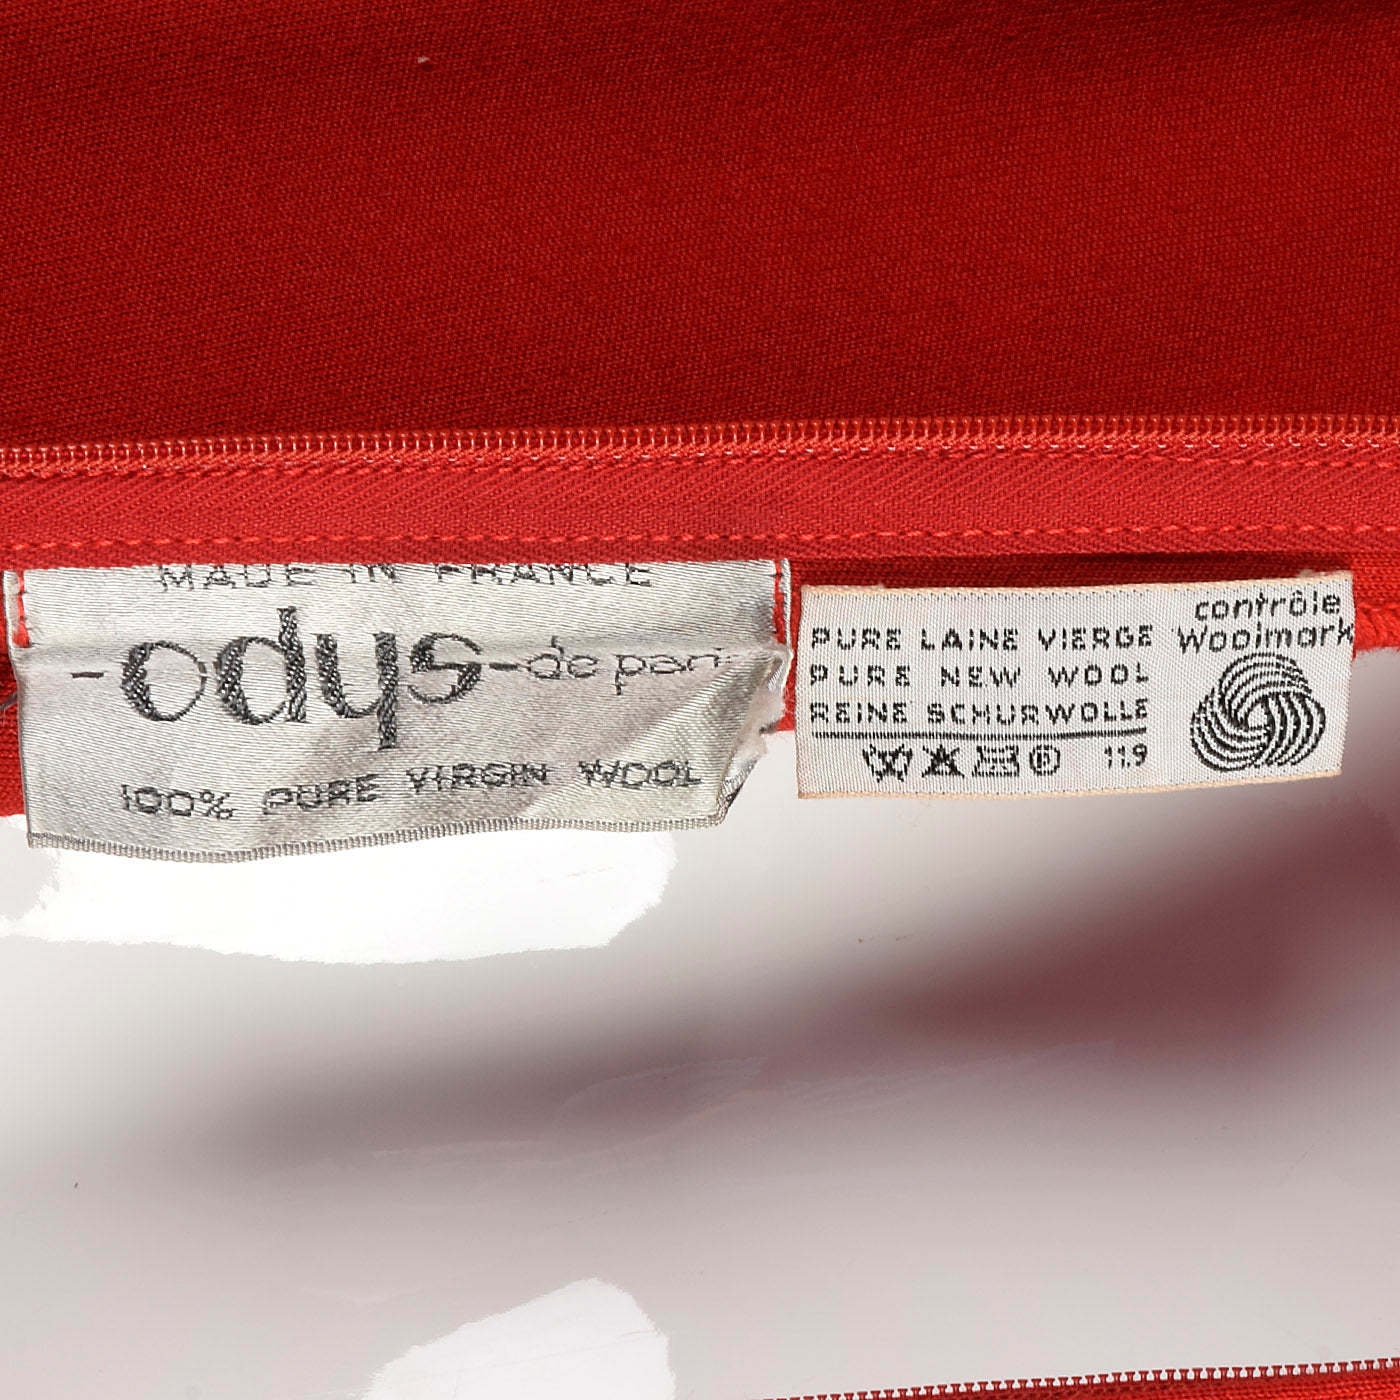 MADE IN FRANCE
-odys-de pari
100% PURE VIRGIN WOOL
contrôle
Woolmark
PURE LAINE VIERGE
PURE NEW WOOL
REINE SCHURWOLLE
P 11.9